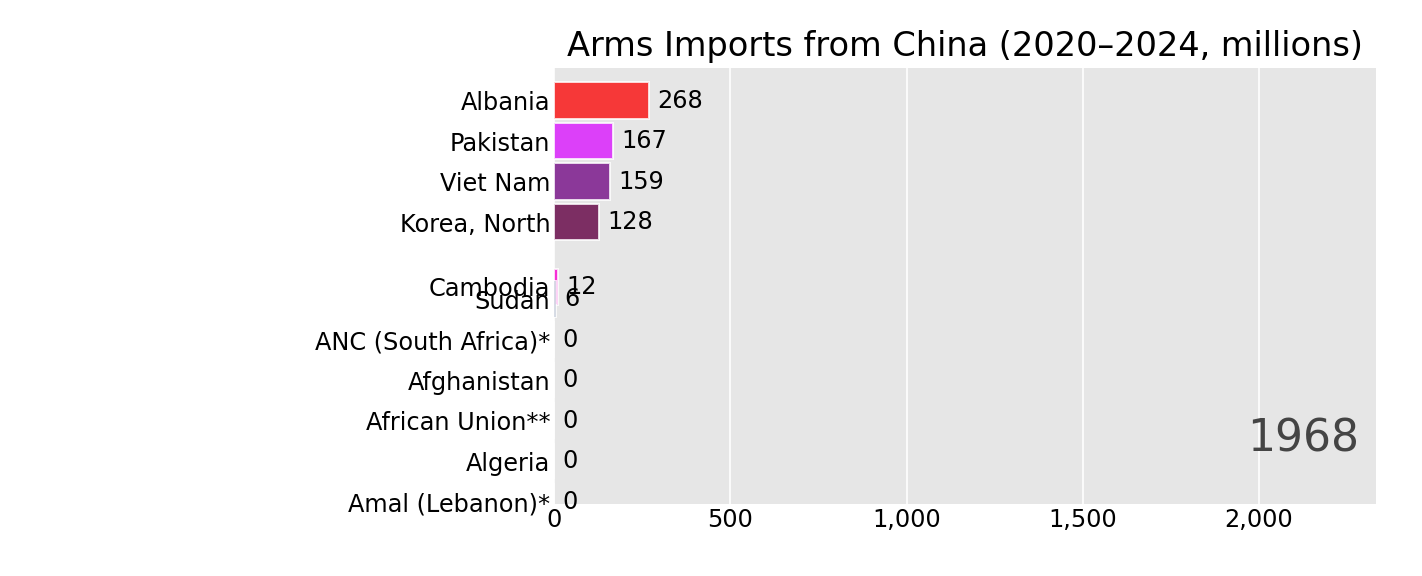 Arms Imports from China (2020–2024, millions)
Albania 268
Pakistan 167
Viet Nam 159
Korea, North 128
Cambodia 12
Sudan 6
ANC (South Africa)* 0
Afghanistan 0
African Union** 0
1968
Algeria 0
Amal (Lebanon)* 0
0 500 1,000 1,500 2,000